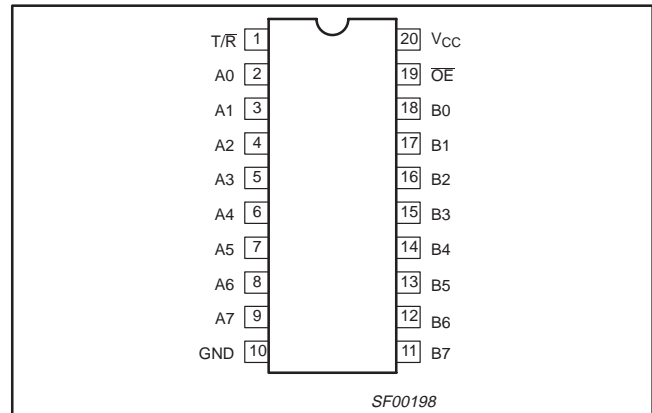 T/R̅ 1 20 VCC
A0 2 19 O̅E̅
A1 3 18 B0
A2 4 17 B1
A3 5 16 B2
A4 6 15 B3
A5 7 14 B4
A6 8 13 B5
A7 9 12 B6
GND 10 11 B7
SF00198